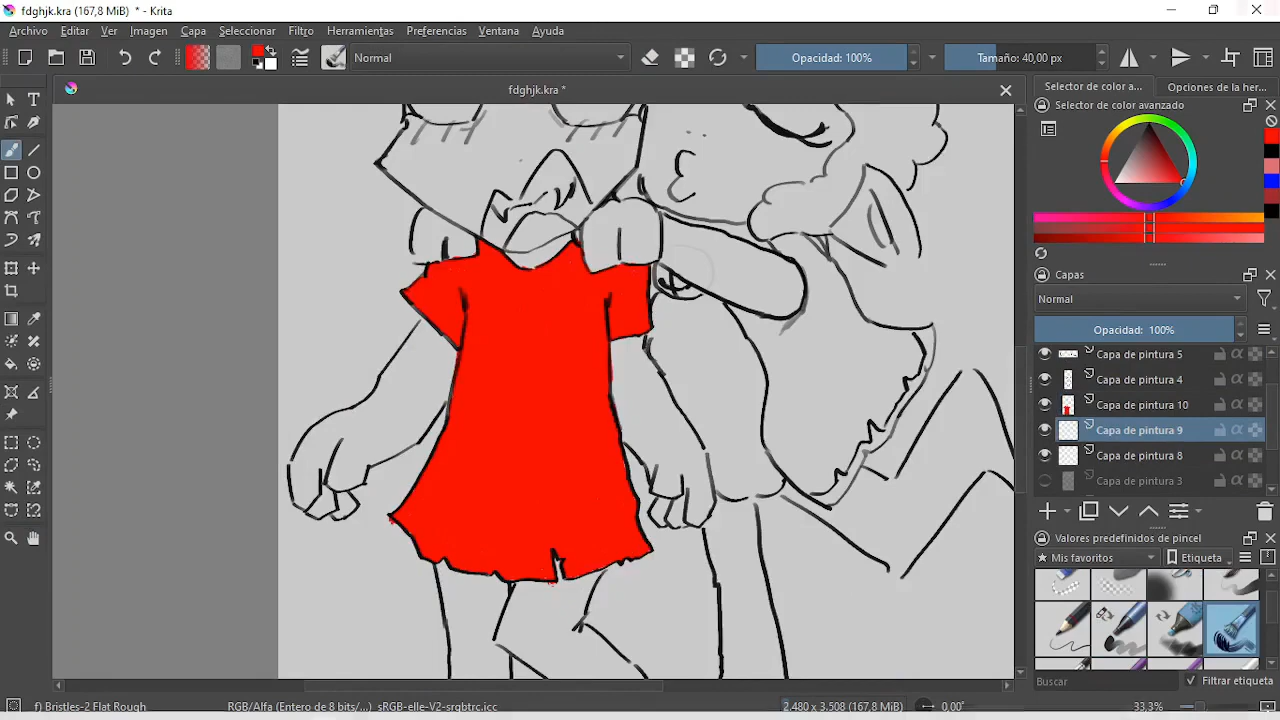 fdghjk.kra (167,8 MiB) * - Krita
Archivo Editar Ver Imagen Capa Seleccionar Filtro Herramientas Preferencias Ventana Ayuda
Normal
Opacidad: 100%
Tamaño: 40,00 px
fdghjk.kra *
Selector de color a...
Opciones de la her...
Selector de color avanzado
Capas
Normal
Opacidad: 100%
Capa de pintura 5
Capa de pintura 4
Capa de pintura 10
Capa de pintura 9
Capa de pintura 8
Capa de pintura 3
Valores predefinidos de pincel
Mis favoritos
Etiqueta
Buscar
Filtrar etiqueta
f) Bristles-2 Flat Rough
RGB/Alfa (Entero de 8 bits/...) sRGB-elle-V2-srgbtrc.icc
2.480 x 3.508 (167,8 MiB)
0,00°
33,3%